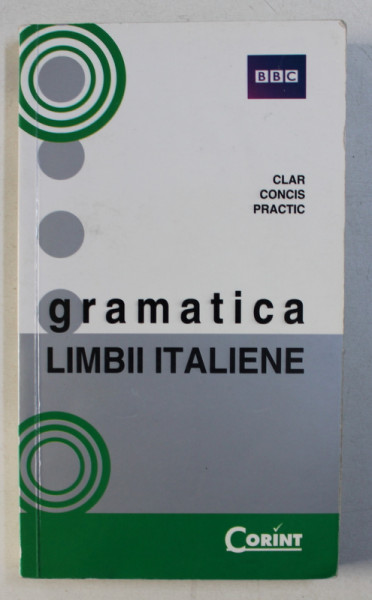 BBC
CLAR
CONCIS
PRACTIC
gramatica
LIMBII ITALIENE
CORINT